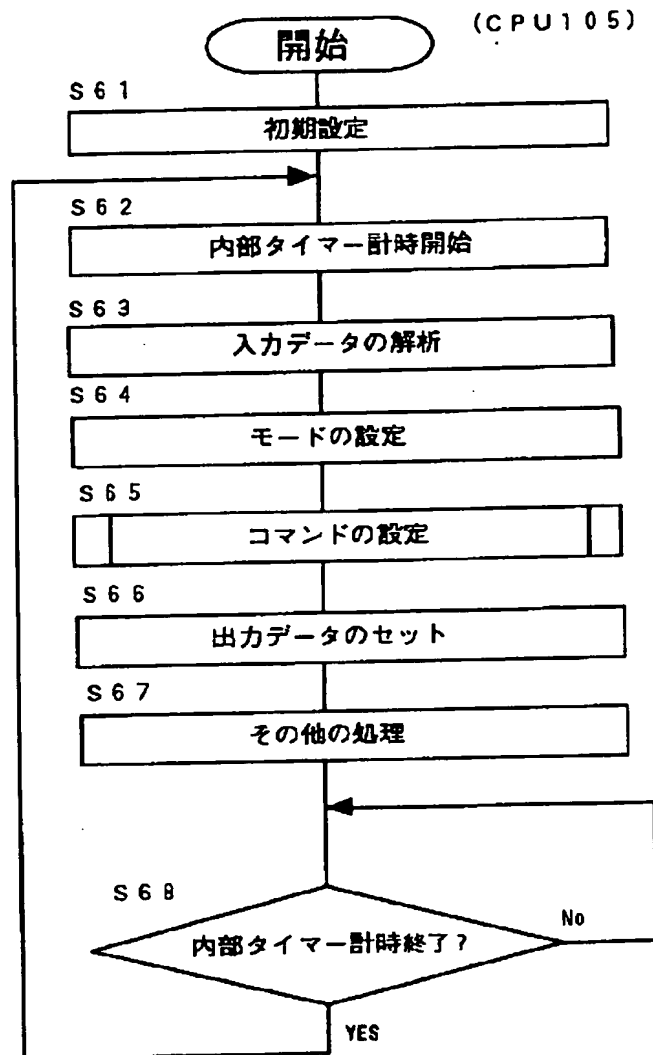 (CPU105)
開始
S61
初期設定
S62
内部タイマー計時開始
S63
入力データの解析
S64
モードの設定
S65
コマンドの設定
S66
出力データのセット
S67
その他の処理
S68
内部タイマー計時終了?
No
YES